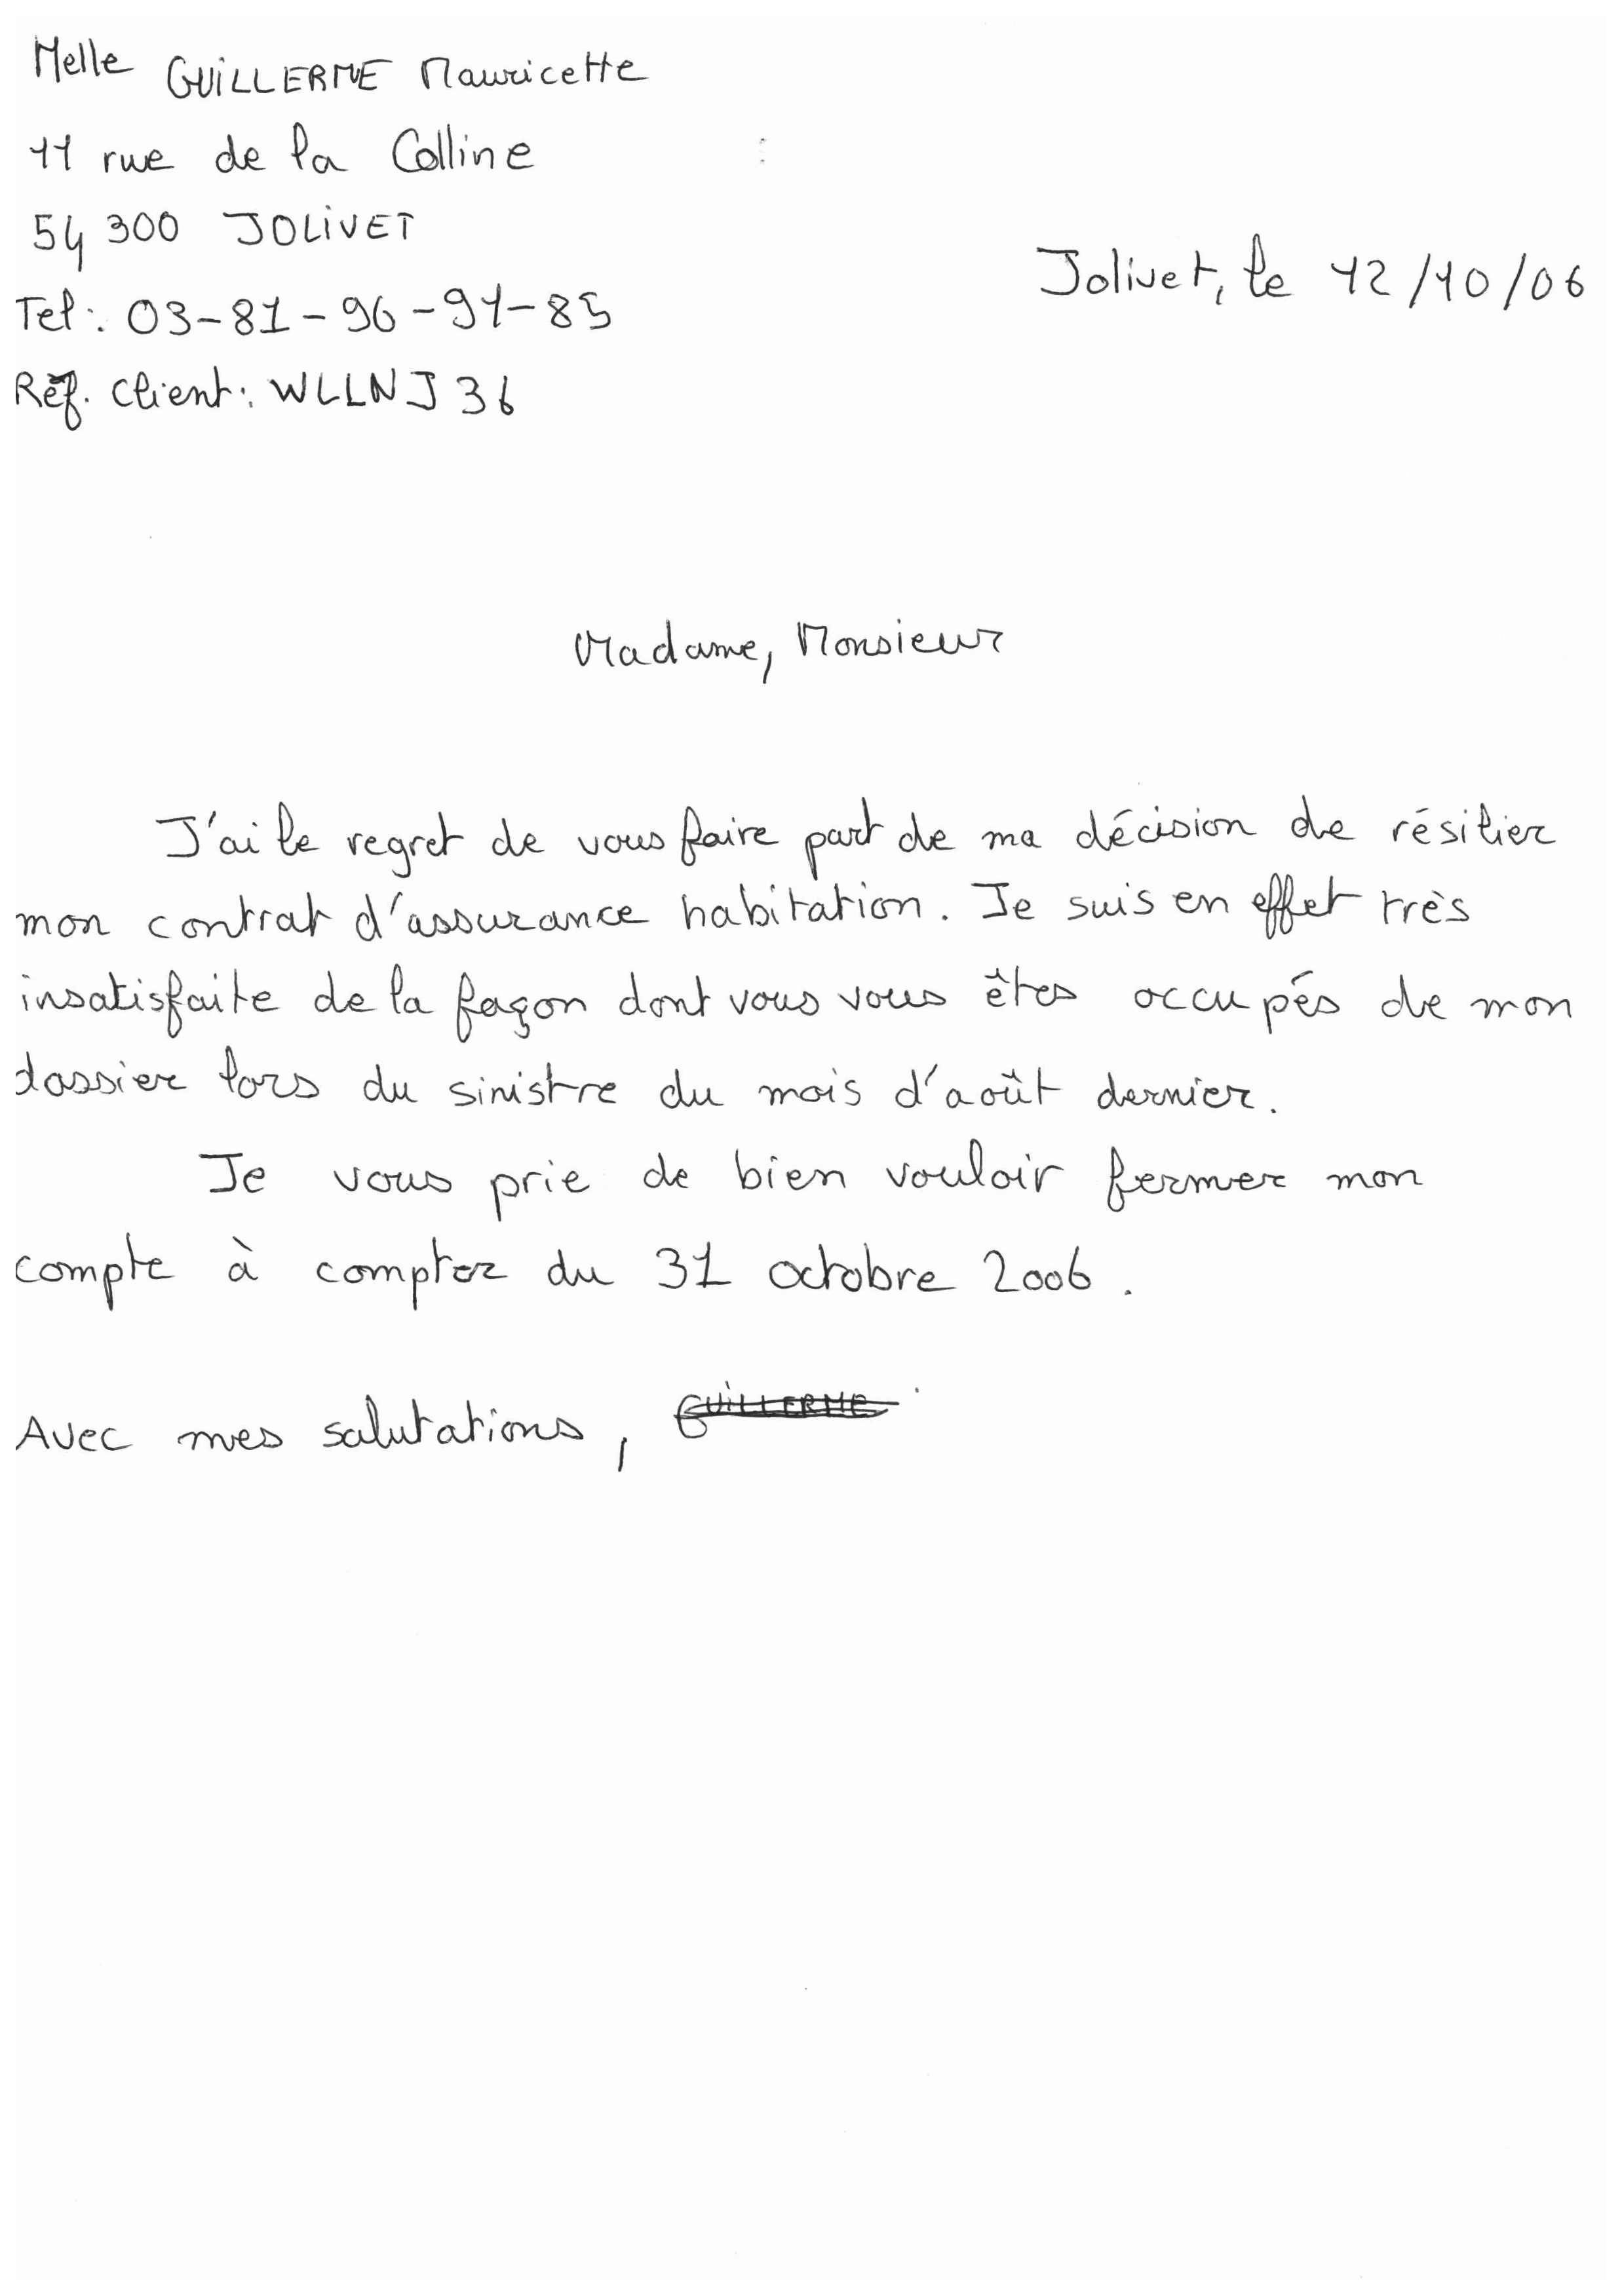 Melle GUILLERME Mauricette
11 rue de la Colline
54 300 JOLIVET
Tel : 03-81-96-91-85
Réf. Client : WLLNJ36
Jolivet, le 12/10/06
Madame, Monsieur
J'ai le regret de vous faire part de ma décision de résilier
mon contrat d'assurance habitation. Je suis en effet très
insatisfaite de la façon dont vous vous êtes occupés de mon
dossier lors du sinistre du mois d'août dernier.
Je vous prie de bien vouloir fermer mon
compte à compter du 31 octobre 2006.
Avec mes salutations, GUILLERME